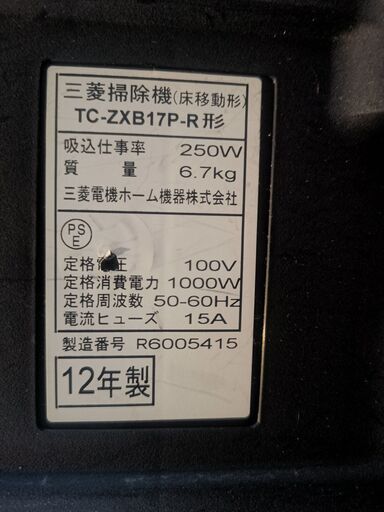 三菱掃除機(床移動形)
TC-ZXB17P-R形
吸込仕事率 250W
質量 6.7kg
三菱電機ホーム機器株式会社
PS
E
定格電圧 100V
定格消費電力 1000W
定格周波数 50-60Hz
電流ヒューズ 15A
製造番号 R6005415
12年製